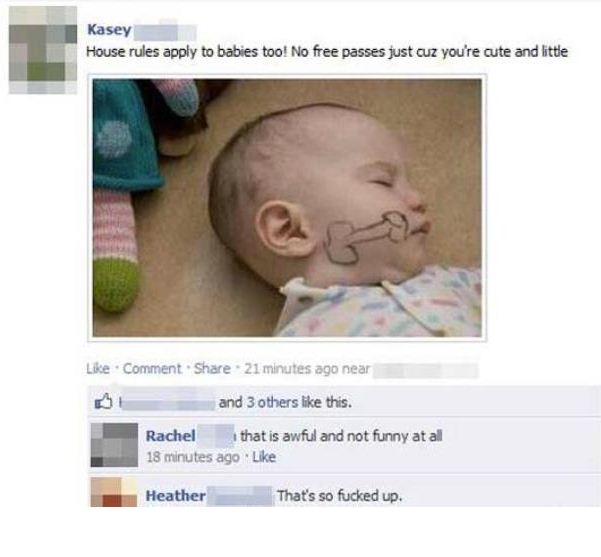 Kasey
House rules apply to babies too! No free passes just cuz you're cute and little
Like · Comment · Share · 21 minutes ago near
and 3 others like this.
Rachel that is awful and not funny at all
18 minutes ago · Like
Heather That's so fucked up.